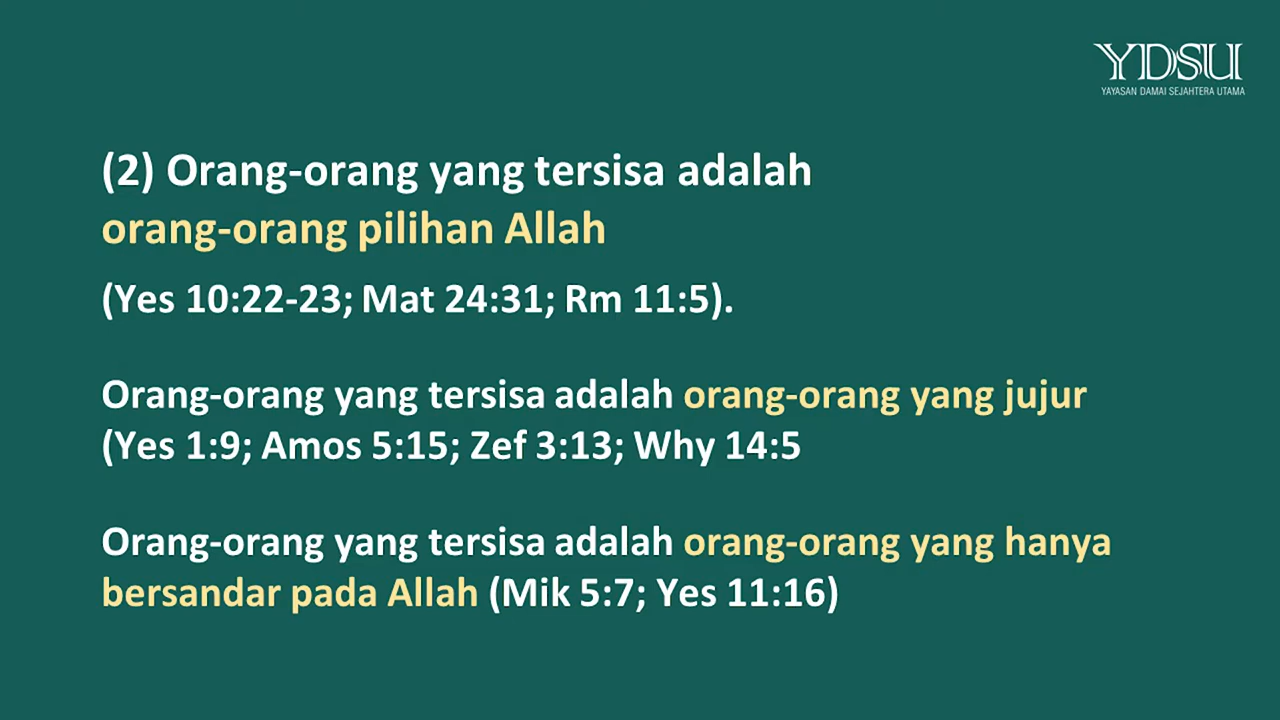 YDSU
YAYASAN DAMAI SEJAHTERA UTAMA
(2) Orang-orang yang tersisa adalah
orang-orang pilihan Allah
(Yes 10:22-23; Mat 24:31; Rm 11:5).
Orang-orang yang tersisa adalah orang-orang yang jujur
(Yes 1:9; Amos 5:15; Zef 3:13; Why 14:5
Orang-orang yang tersisa adalah orang-orang yang hanya
bersandar pada Allah (Mik 5:7; Yes 11:16)